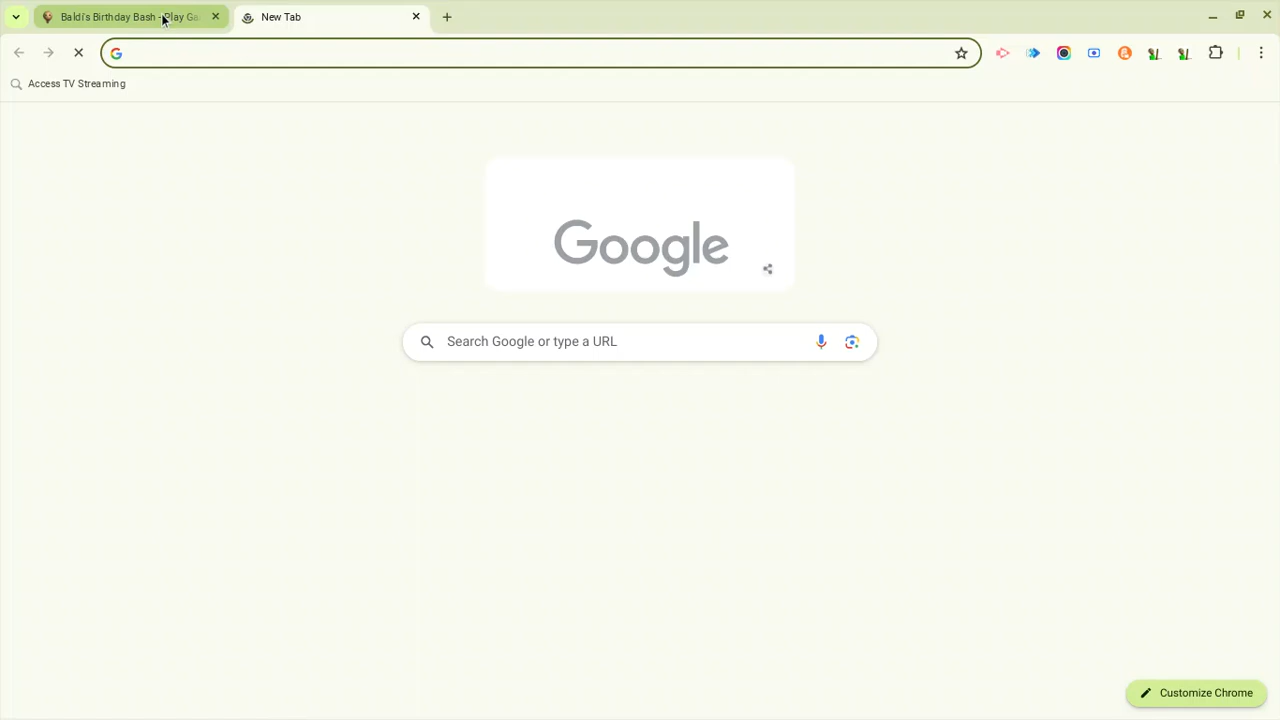 Baldi's Birthday Bash - Play Ga
New Tab
Access TV Streaming
Google
Search Google or type a URL
Customize Chrome